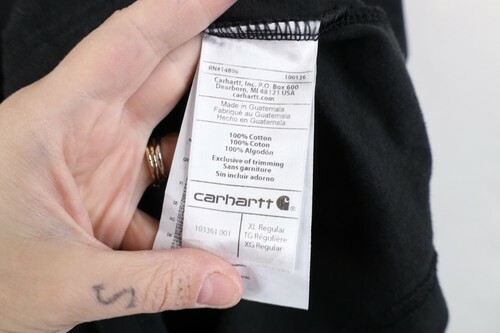 RN#14806 100126
Carhartt, Inc. P.O. Box 600
Dearborn, MI 48121 USA
carhartt.com
Made in Guatemala
Fabriqué au Guatemala
Hecho en Guatemala
100% Cotton
100% Coton
100% Algodón
Exclusive of trimming
Sans garniture
Sin incluir adorno
carhartt
103361 001
XL Regular
TG Régulière
XG Regular
S